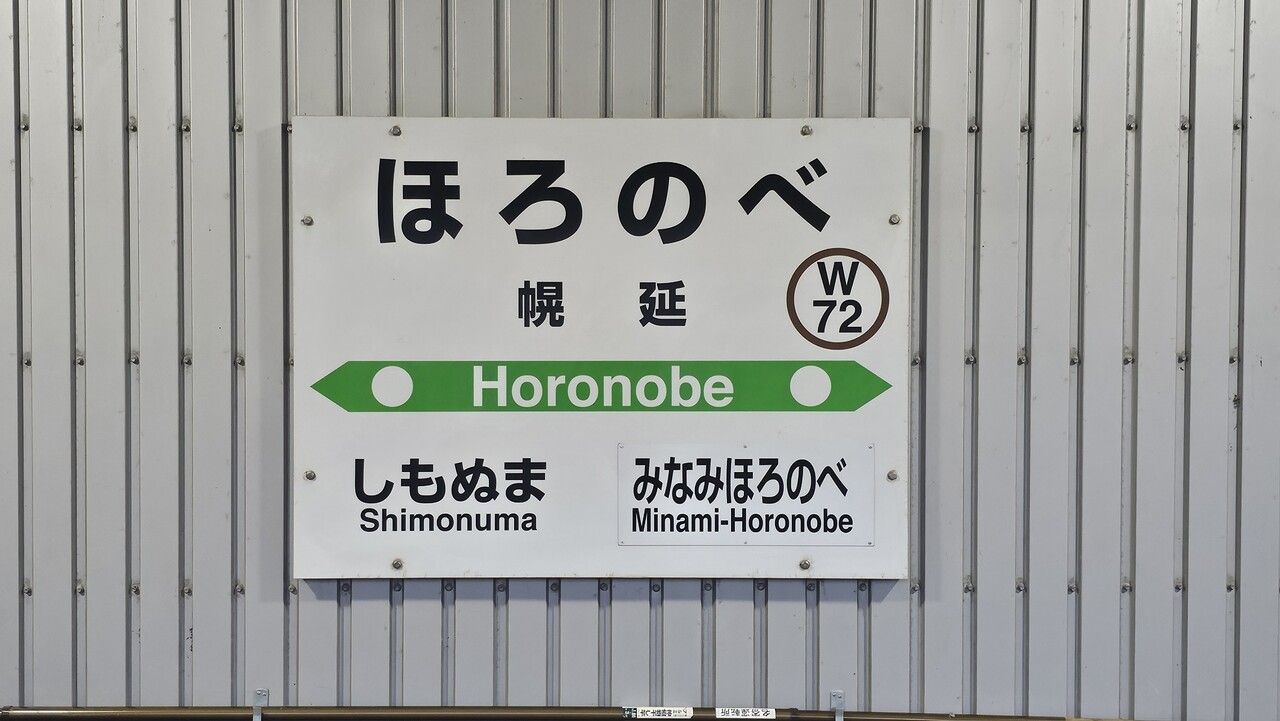 ほろのべ
幌延
W
72
Horonobe
しもぬま
Shimonuma
みなみほろのべ
Minami-Horonobe